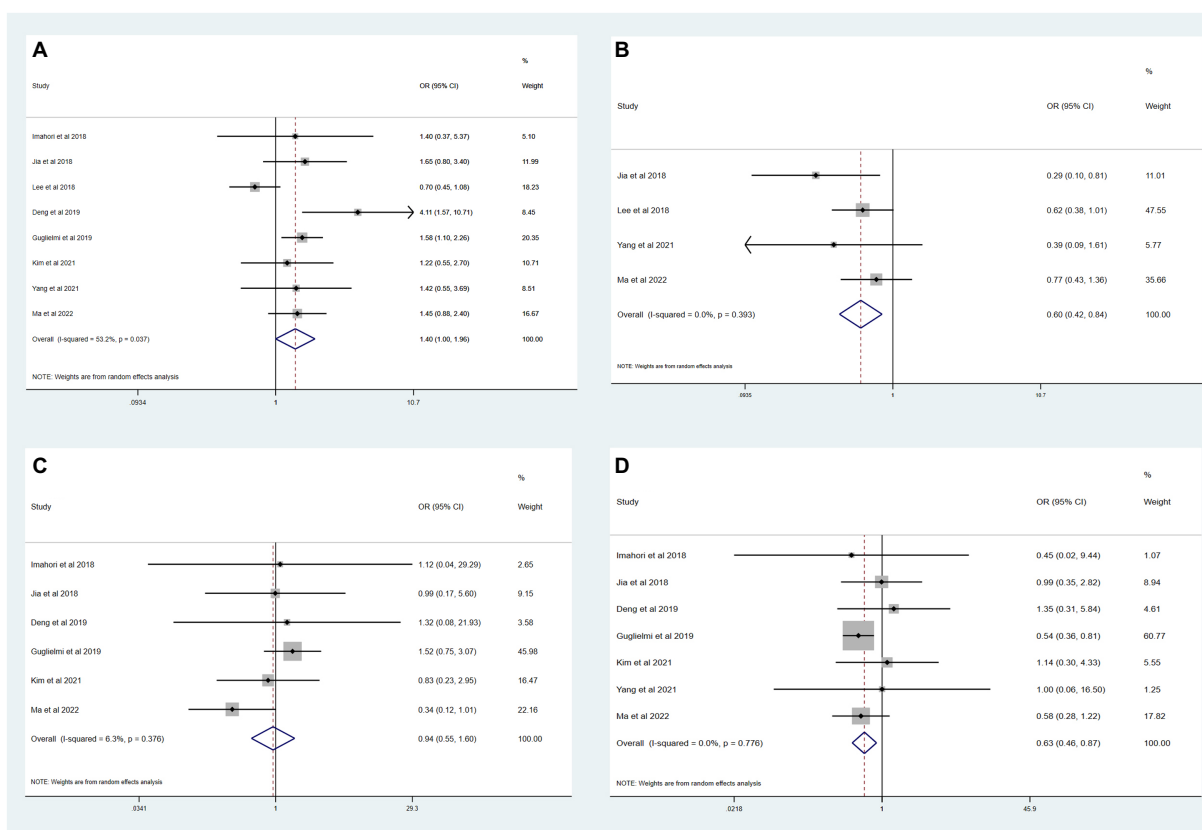 A
%
Study OR (95% CI) Weight
Imahori et al 2018 1.40 (0.37, 5.37) 5.10
Jia et al 2018 1.65 (0.80, 3.40) 11.99
Lee et al 2018 0.70 (0.45, 1.08) 18.23
Deng et al 2019 4.11 (1.57, 10.71) 8.45
Guglielmi et al 2019 1.58 (1.10, 2.26) 20.35
Kim et al 2021 1.22 (0.55, 2.70) 10.71
Yang et al 2021 1.42 (0.55, 3.69) 8.51
Ma et al 2022 1.45 (0.88, 2.40) 16.67
Overall (I-squared = 53.2%, p = 0.037) 1.40 (1.00, 1.96) 100.00
NOTE: Weights are from random effects analysis
.0934 1 10.7
B
%
Study OR (95% CI) Weight
Jia et al 2018 0.29 (0.10, 0.81) 11.01
Lee et al 2018 0.62 (0.38, 1.01) 47.55
Yang et al 2021 0.39 (0.09, 1.61) 5.77
Ma et al 2022 0.77 (0.43, 1.36) 35.66
Overall (I-squared = 0.0%, p = 0.393) 0.60 (0.42, 0.84) 100.00
NOTE: Weights are from random effects analysis
.0935 1 10.7
C
%
Study OR (95% CI) Weight
Imahori et al 2018 1.12 (0.04, 29.29) 2.65
Jia et al 2018 0.99 (0.17, 5.60) 9.15
Deng et al 2019 1.32 (0.08, 21.93) 3.58
Guglielmi et al 2019 1.52 (0.75, 3.07) 45.98
Kim et al 2021 0.83 (0.23, 2.95) 16.47
Ma et al 2022 0.34 (0.12, 1.01) 22.16
Overall (I-squared = 6.3%, p = 0.376) 0.94 (0.55, 1.60) 100.00
NOTE: Weights are from random effects analysis
.0341 1 29.3
D
%
Study OR (95% CI) Weight
Imahori et al 2018 0.45 (0.02, 9.44) 1.07
Jia et al 2018 0.99 (0.35, 2.82) 8.94
Deng et al 2019 1.35 (0.31, 5.84) 4.61
Guglielmi et al 2019 0.54 (0.36, 0.81) 60.77
Kim et al 2021 1.14 (0.30, 4.33) 5.55
Yang et al 2021 1.00 (0.06, 16.50) 1.25
Ma et al 2022 0.58 (0.28, 1.22) 17.82
Overall (I-squared = 0.0%, p = 0.776) 0.63 (0.46, 0.87) 100.00
NOTE: Weights are from random effects analysis
.0218 1 45.9